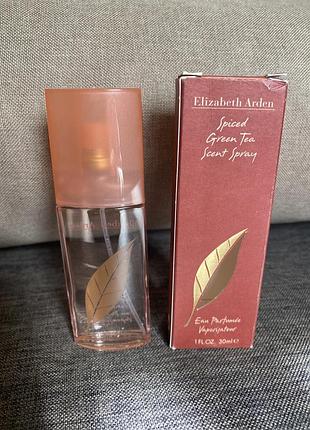 Elizabeth Arden
Spiced
Green Tea
Scent Spray
Eau Parfumée
Vaporisateur
1 FL.OZ. 30ml e